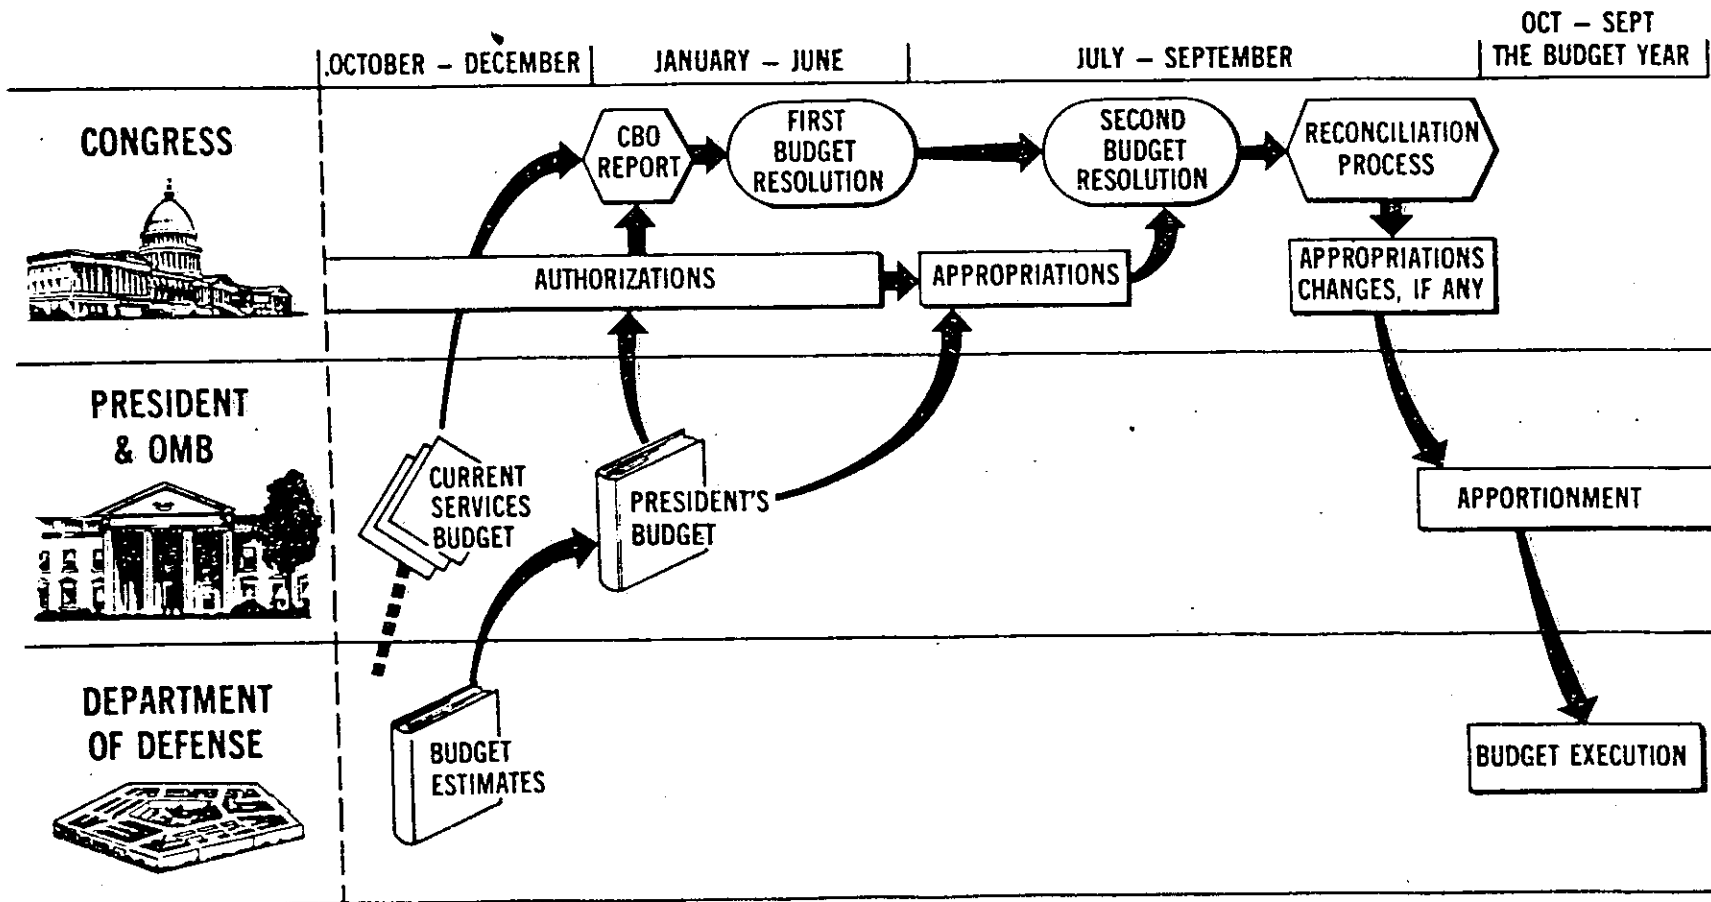 OCTOBER – DECEMBER
JANUARY – JUNE
JULY – SEPTEMBER
OCT – SEPT
THE BUDGET YEAR
CONGRESS
CBO
REPORT
FIRST
BUDGET
RESOLUTION
SECOND
BUDGET
RESOLUTION
RECONCILIATION
PROCESS
AUTHORIZATIONS
APPROPRIATIONS
APPROPRIATIONS
CHANGES, IF ANY
PRESIDENT
& OMB
CURRENT
SERVICES
BUDGET
PRESIDENT'S
BUDGET
APPORTIONMENT
DEPARTMENT
OF DEFENSE
BUDGET
ESTIMATES
BUDGET EXECUTION